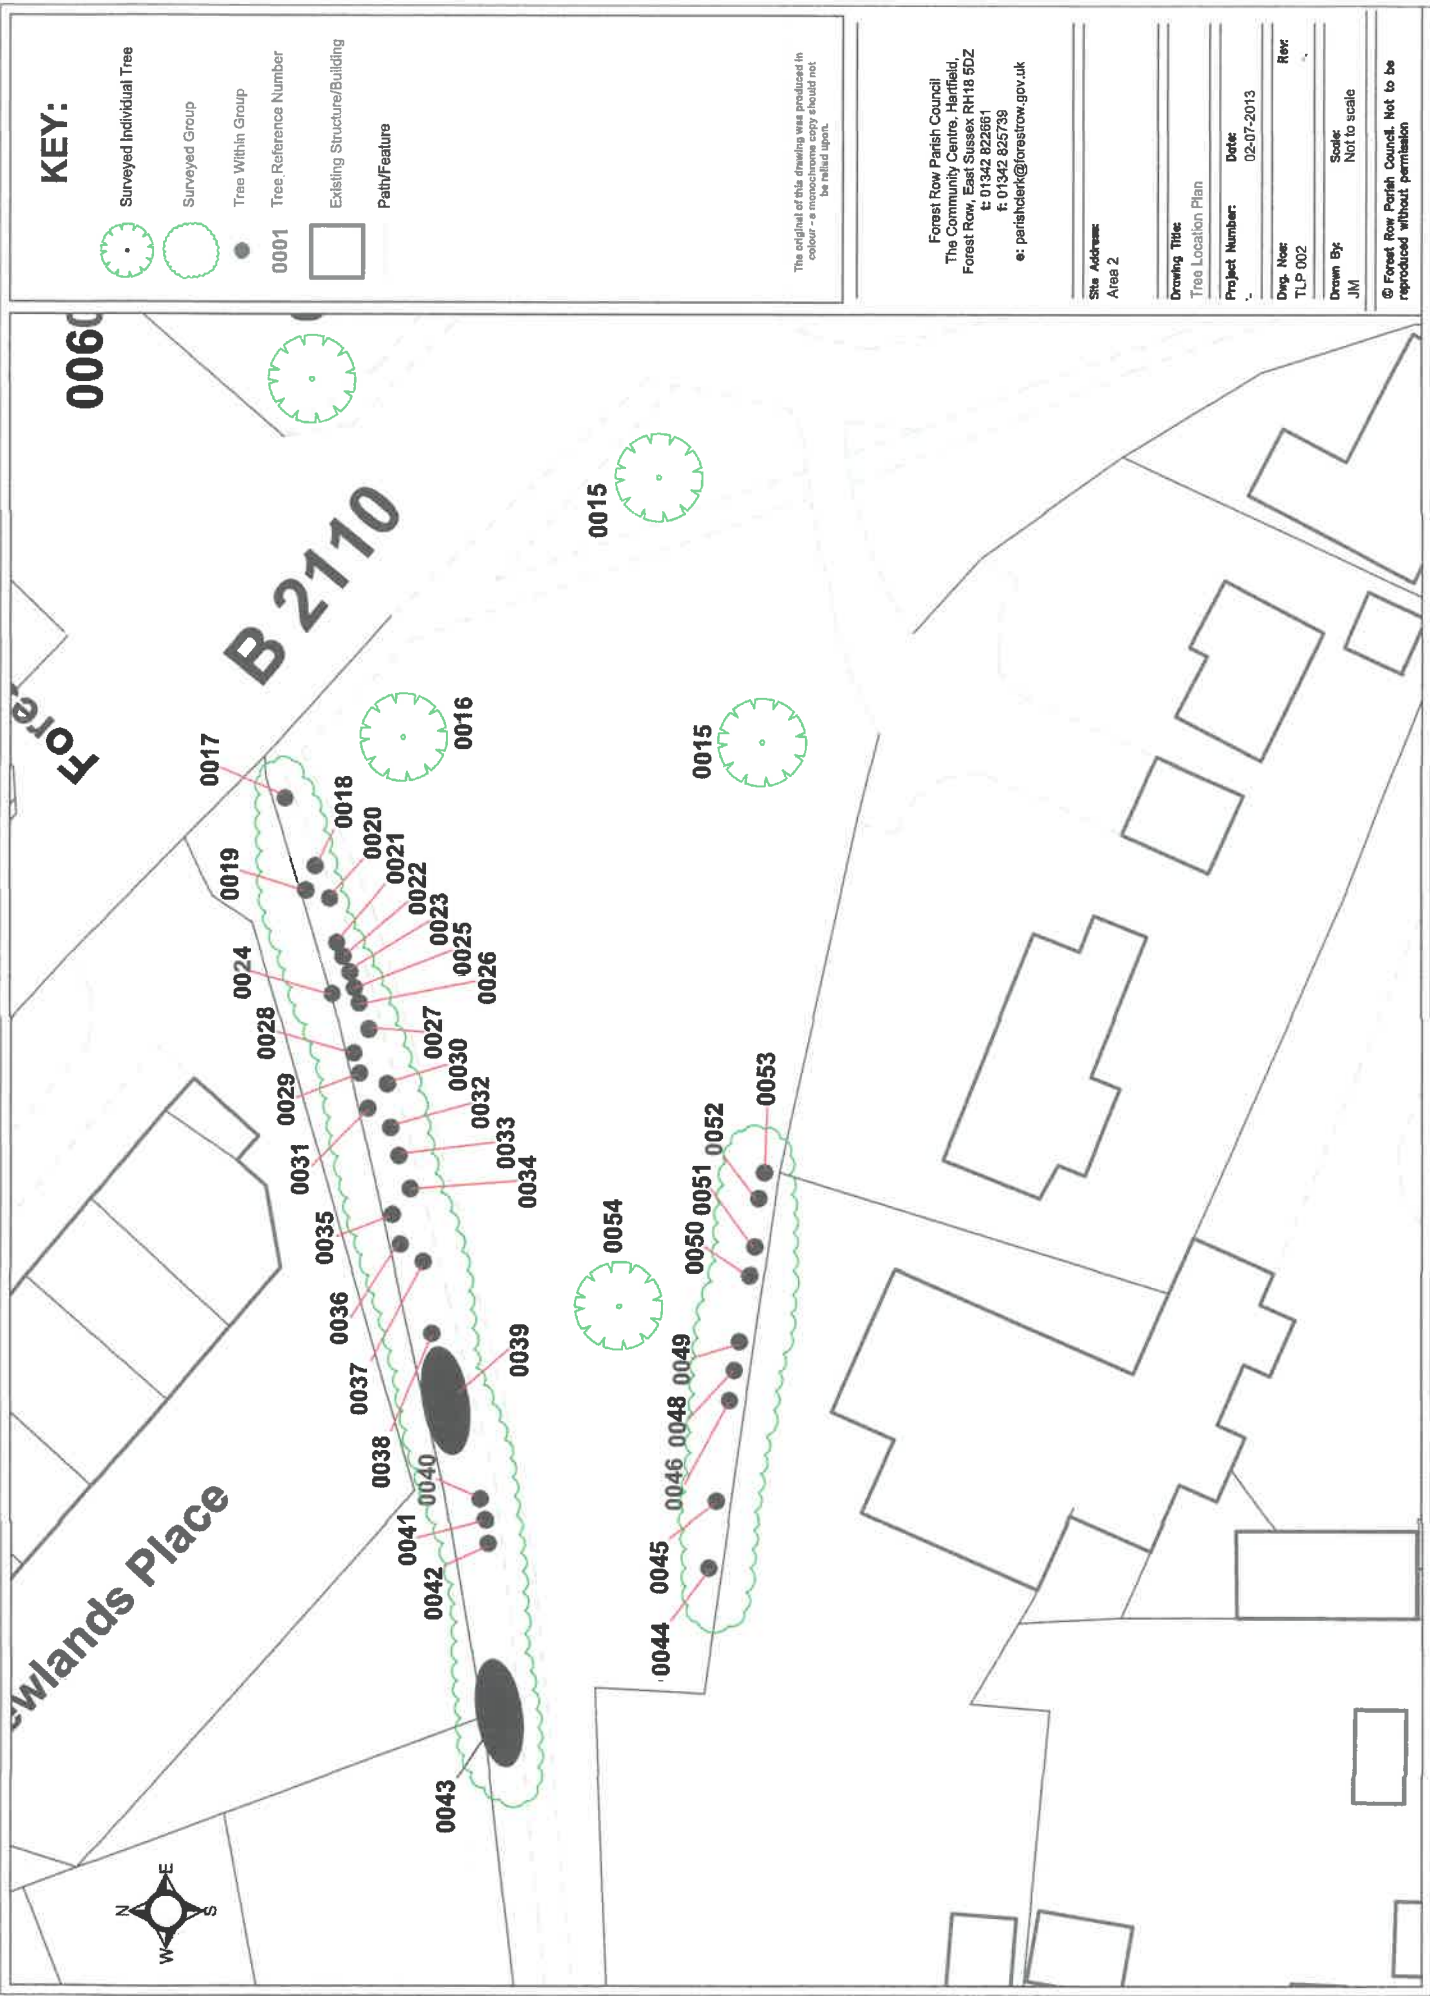 KEY:
Surveyed Individual Tree
Surveyed Group
Tree Within Group
0001
Tree Reference Number
Existing Structure/Building
Path/Feature
The original of this drawing was produced in
colour - a monochrome copy should not
be relied upon.
Forest Row Parish Council
The Community Centre, Hartfield,
Forest Row, East Sussex RH18 5DZ
t: 01342 822661
f: 01342 825739
e: parishclerk@forestrow.gov.uk
Site Address:
Area 2
Drawing Title:
Tree Location Plan
Project Number:
-
Date:
02-07-2013
Dwg. No:
TLP 002
Rev:
-
Drawn By:
JM
Scale:
Not to scale
© Forest Row Parish Council. Not to be
reproduced without permission
N
E
S
W
ewlands Place
Fore
B 2110
0060
0015
0016
0015
0017
0018
0019
0020
0021
0022
0023
0024
0025
0026
0027
0028
0029
0030
0031
0032
0033
0034
0035
0036
0037
0038
0039
0040
0041
0042
0043
0054
0044
0045
0046
0048
0049
0050
0051
0052
0053